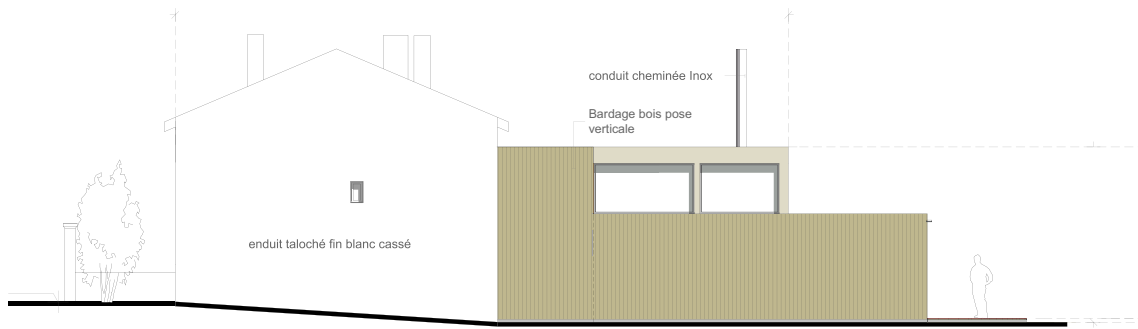 conduit cheminée Inox
Bardage bois pose
verticale
enduit taloché fin blanc cassé